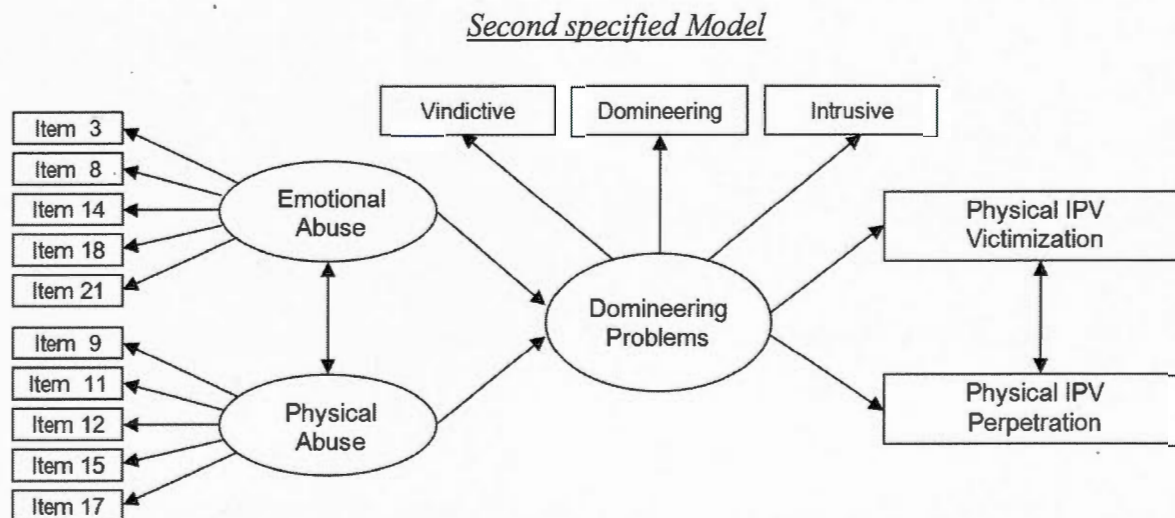 Second specified Model
Vindictive
Domineering
Intrusive
Item 3
Item 8
Item 14
Item 18
Item 21
Emotional
Abuse
Item 9
Item 11
Item 12
Item 15
Item 17
Physical
Abuse
Domineering
Problems
Physical IPV
Victimization
Physical IPV
Perpetration